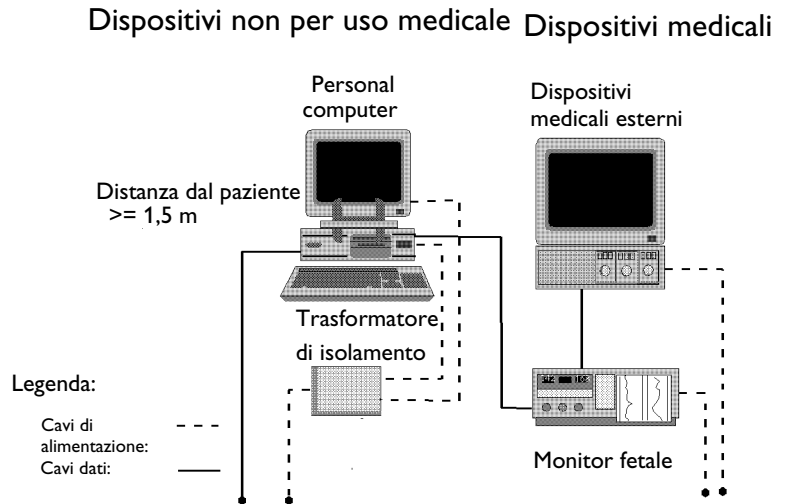 Dispositivi non per uso medicale
Dispositivi medicali
Personal
computer
Dispositivi
medicali esterni
Distanza dal paziente
>= 1,5 m
Trasformatore
di isolamento
Legenda:
Cavi di
alimentazione:
Cavi dati:
Monitor fetale